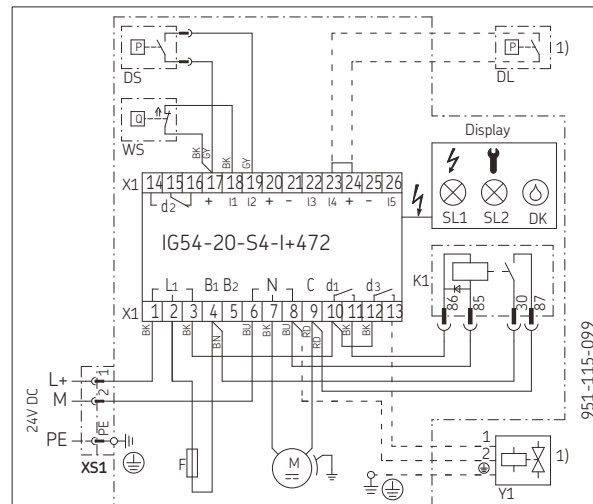 P
DS
P
1)
DL
Q
WS
BK
GY
BK
GY
Display
SL1
SL2
DK
X1
14 15 16 17 18 19 20 21 22 23 24 25 26
d2 + I1 I2 + - I3 I4 + - I5
IG54-20-S4-I+472
L1 B1 B2 N C d1 d3
X1
1 2 3 4 5 6 7 8 9 10 11 12 13
BK
BK
BN
BU
BK
BU
RD
RD
BK
BK
K1
86
85
30
87
24V DC
L+
M
PE
1
2
PE
XS1
F
M
1
2
1)
Y1
951-115-099